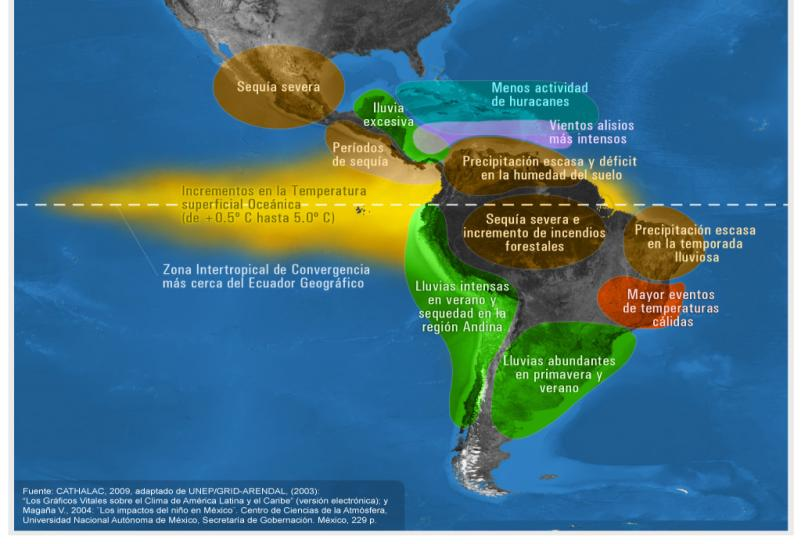 Sequía severa
Menos actividad
de huracanes
lluvia
excesiva
Vientos alisios
más intensos
Períodos
de sequía
Precipitación escasa y déficit
en la humedad del suelo
Incrementos en la Temperatura
superficial Oceánica
(de +0.5º C hasta 5.0º C)
Sequía severa e
incremento de incendios
forestales
Precipitación escasa
en la temporada
lluviosa
Zona Intertropical de Convergencia
más cerca del Ecuador Geográfico
Lluvias intensas
en verano y
sequedad en la
región Andina
Mayor eventos
de temperaturas
cálidas
Lluvias abundantes
en primavera y
verano
Fuente: CATHALAC, 2009, adaptado de UNEP/GRID-ARENDAL, (2003):
"Los Gráficos Vitales sobre el Clima de América Latina y el Caribe" (versión electrónica); y
Magaña V., 2004: ¨Los impactos del niño en México¨. Centro de Ciencias de la Atmósfera,
Universidad Nacional Autónoma de México, Secretaría de Gobernación. México, 229 p.